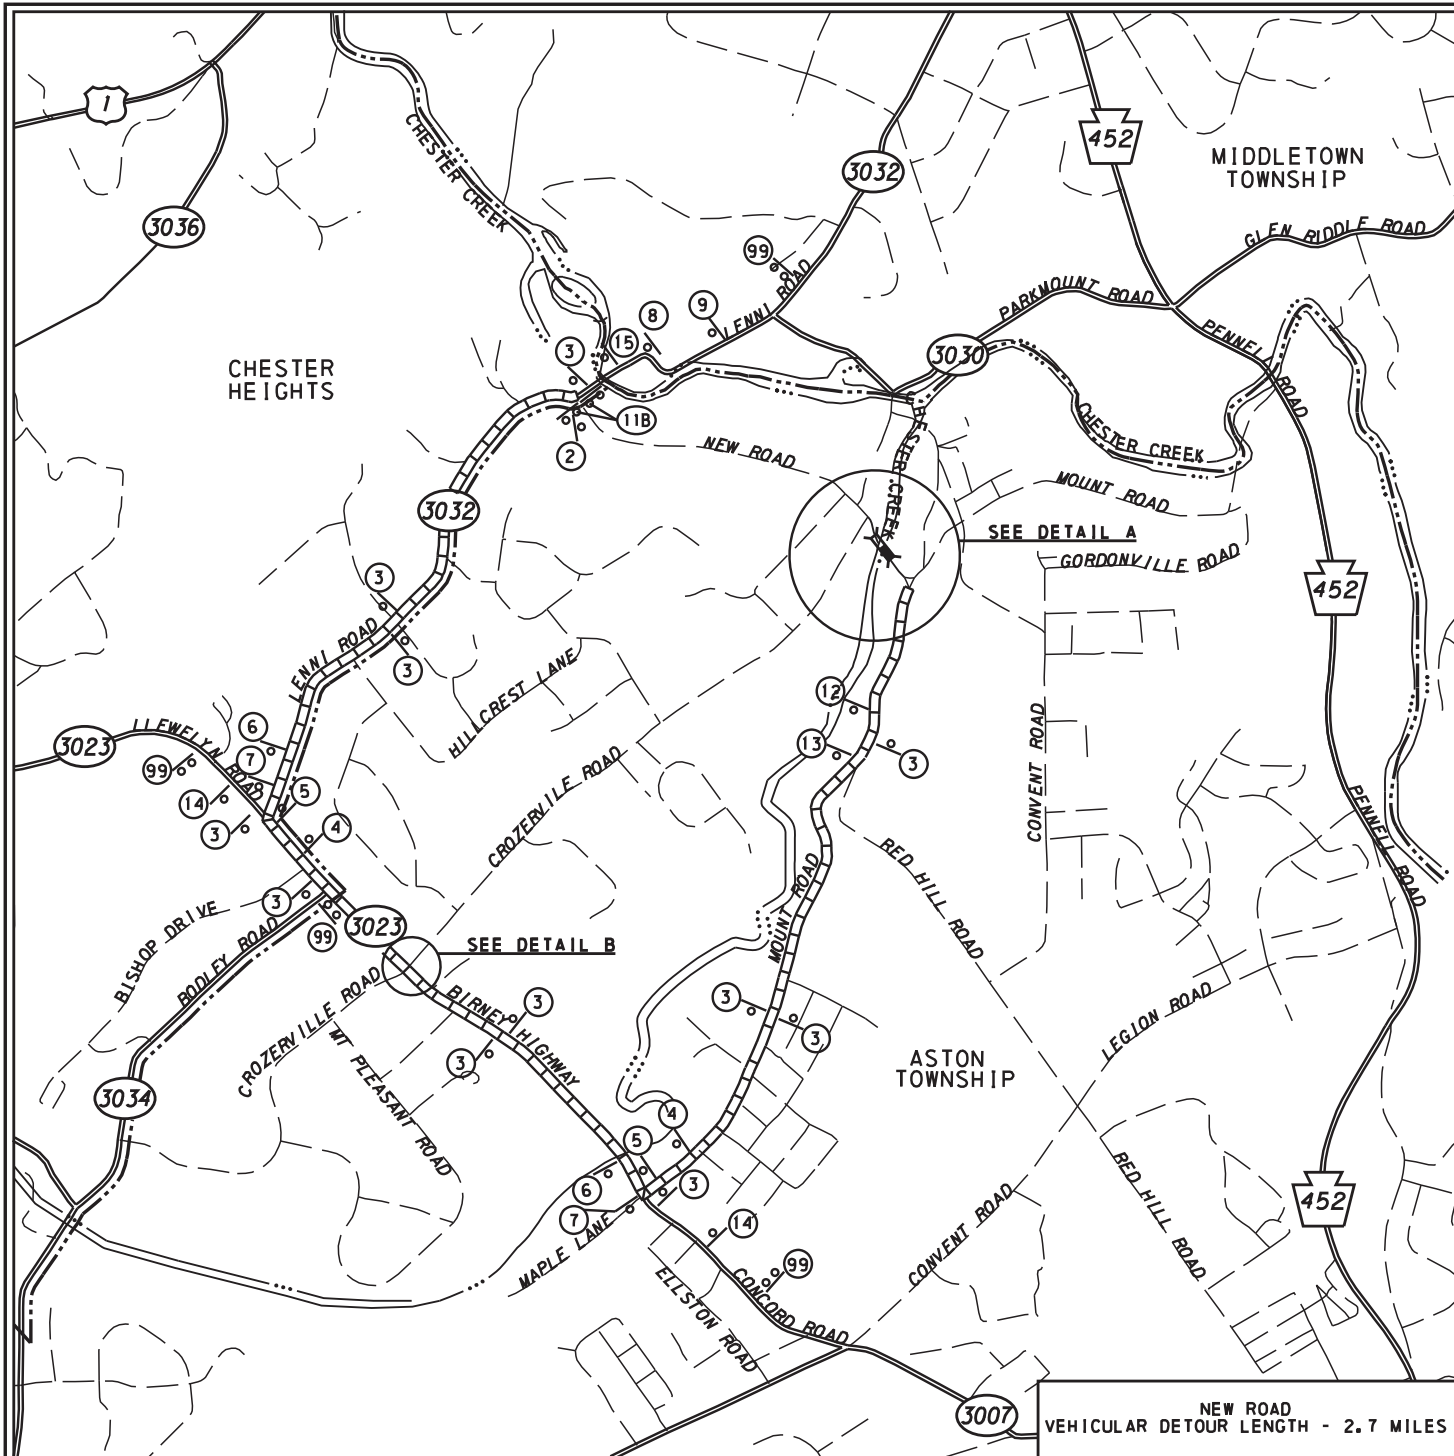 1
3036
CHESTER CREEK
3032
452
MIDDLETOWN
TOWNSHIP
GLEN RIDDLE ROAD
99
LENNI ROAD
PARKMOUNT ROAD
9
8
15
3
PENNELL ROAD
3030
CHESTER
HEIGHTS
11B
2
NEW ROAD
CHESTER CREEK
CHESTER CREEK
MOUNT ROAD
3032
SEE DETAIL A
GORDONVILLE ROAD
452
3
LENNI ROAD
3
HILLCREST LANE
12
6
LLEWELYN ROAD
3023
7
99
5
14
4
3
CROZERVILLE ROAD
13
3
CONVENT ROAD
PENNELL ROAD
RED HILL ROAD
MOUNT ROAD
3
BISHOP DRIVE
99
3023
BODLEY ROAD
SEE DETAIL B
CROZERVILLE ROAD
BIRNEY HIGHWAY
3
3
3
3
LEGION ROAD
MT PLEASANT ROAD
ASTON
TOWNSHIP
3034
4
5
3
6
7
MAPLE LANE
14
99
CONVENT ROAD
RED HILL ROAD
452
ELLSTON ROAD
CONCORD ROAD
3007
NEW ROAD
VEHICULAR DETOUR LENGTH - 2.7 MILES